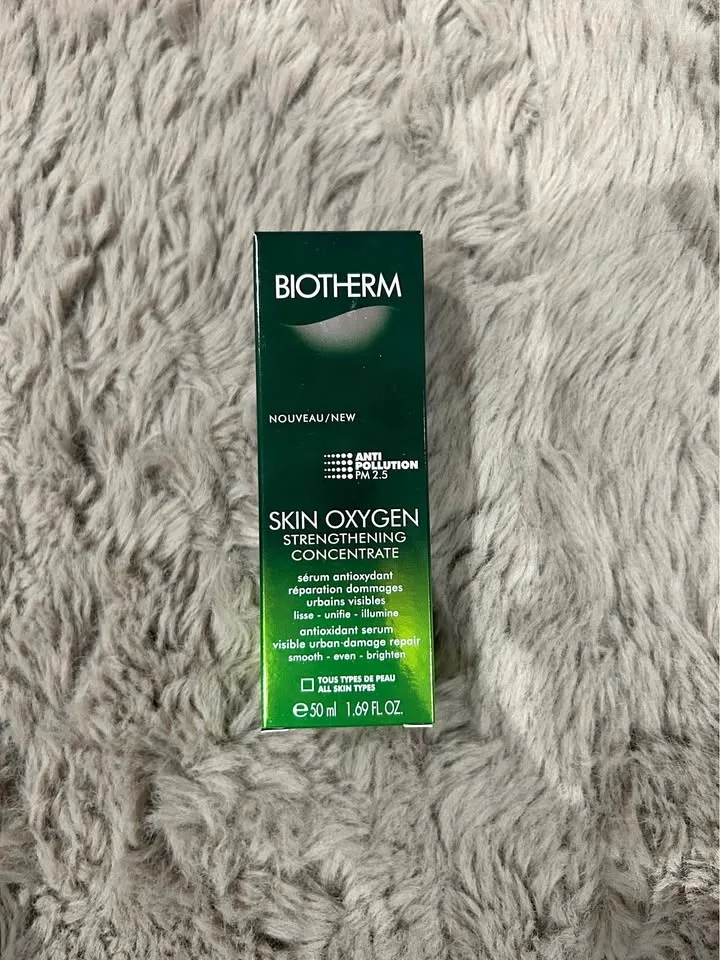 BIOTHERM
NOUVEAU/NEW
ANTI
POLLUTION
PM 2.5
SKIN OXYGEN
STRENGTHENING
CONCENTRATE
sérum antioxydant
réparation dommages
urbains visibles
lisse - unifie - illumine
antioxidant serum
visible urban-damage repair
smooth - even - brighten
TOUS TYPES DE PEAU
ALL SKIN TYPES
e 50 ml 1.69 FL. OZ.